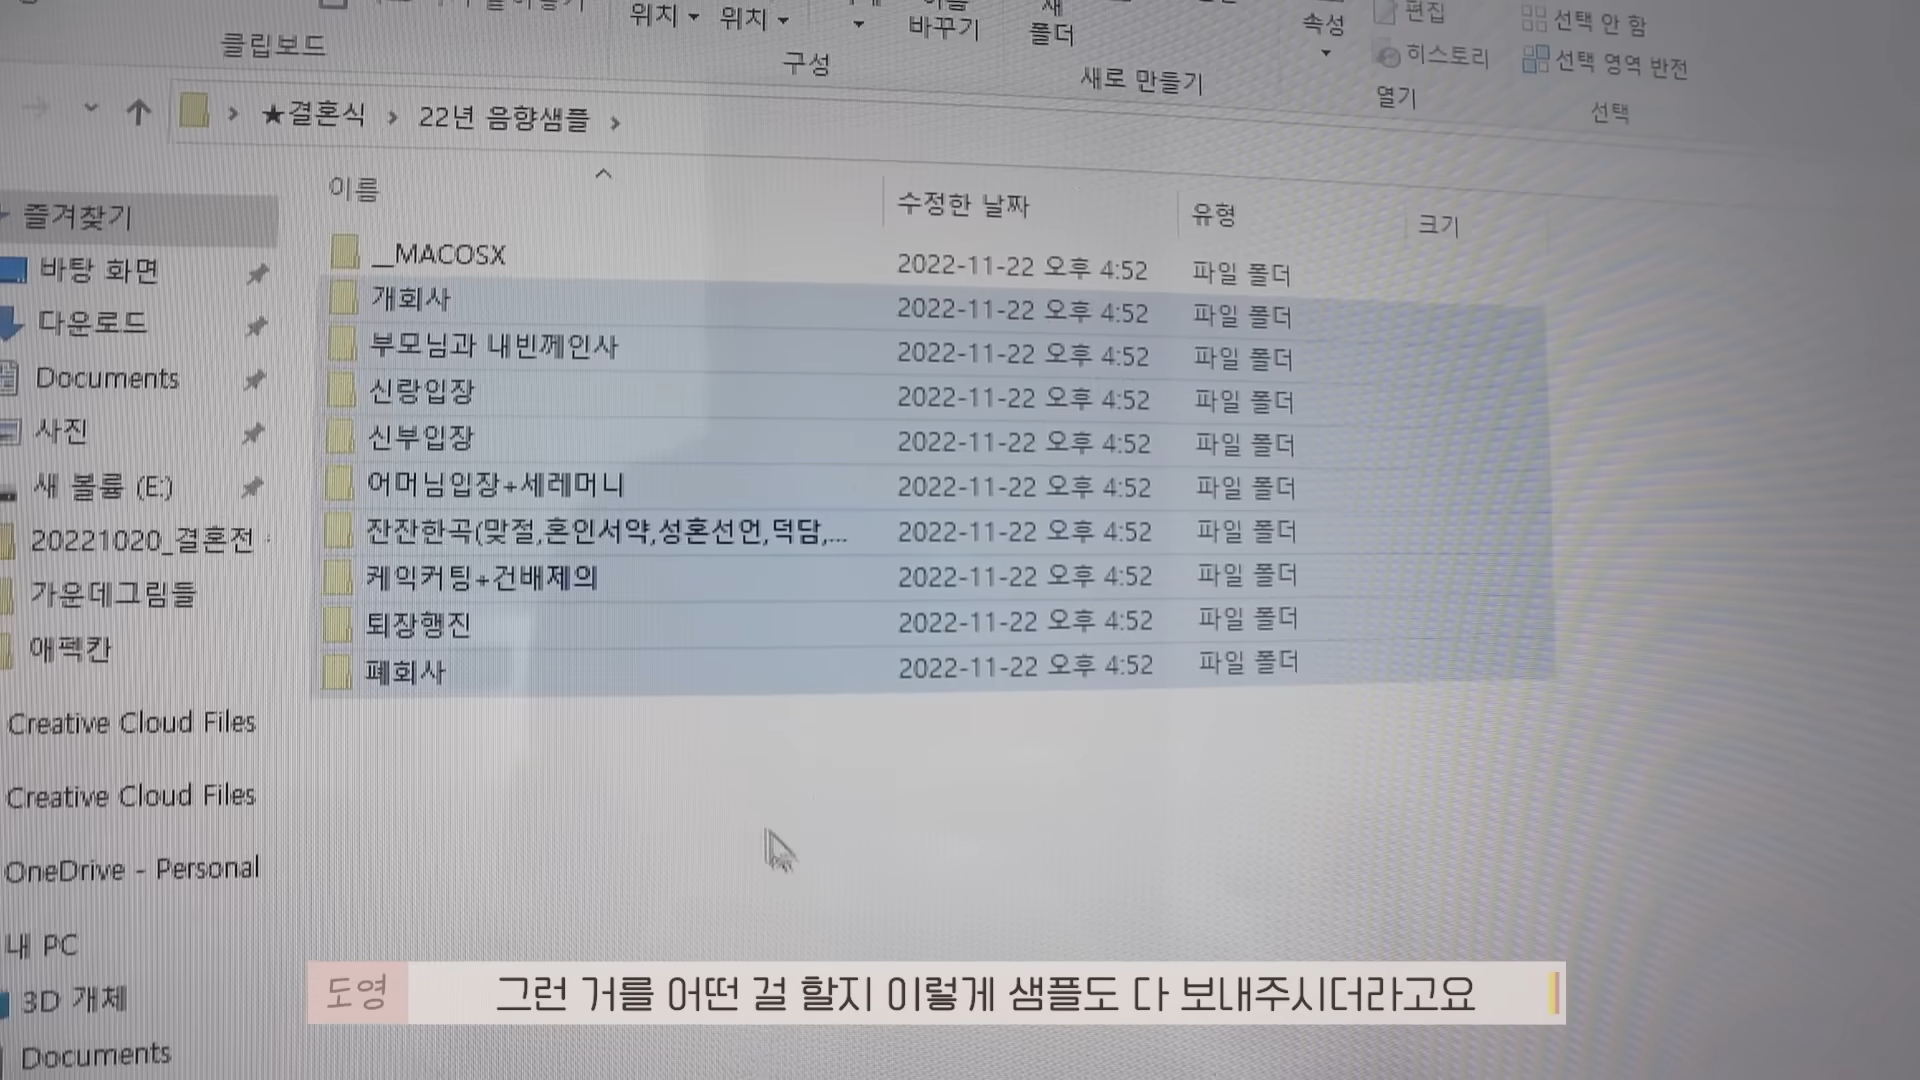 위치 위치
바꾸기
폴더
속성
편집
선택 안 함
히스토리
선택 영역 반전
클립보드
구성
새로 만들기
열기
선택
★결혼식 > 22년 음향샘플 >
이름 수정한 날짜 유형 크기
__MACOSX 2022-11-22 오후 4:52 파일 폴더
개회사 2022-11-22 오후 4:52 파일 폴더
부모님과 내빈께인사 2022-11-22 오후 4:52 파일 폴더
신랑입장 2022-11-22 오후 4:52 파일 폴더
신부입장 2022-11-22 오후 4:52 파일 폴더
어머님입장+세레머니 2022-11-22 오후 4:52 파일 폴더
잔잔한곡(맞절,혼인서약,성혼선언,덕담,... 2022-11-22 오후 4:52 파일 폴더
케익커팅+건배제의 2022-11-22 오후 4:52 파일 폴더
퇴장행진 2022-11-22 오후 4:52 파일 폴더
폐회사 2022-11-22 오후 4:52 파일 폴더
즐겨찾기
바탕 화면
다운로드
Documents
사진
새 볼륨 (E:)
20221020_결혼전
가운데그림들
애펙칸
Creative Cloud Files
Creative Cloud Files
OneDrive - Personal
내 PC
3D 개체
Documents
도영 그런 거를 어떤 걸 할지 이렇게 샘플도 다 보내주시더라고요